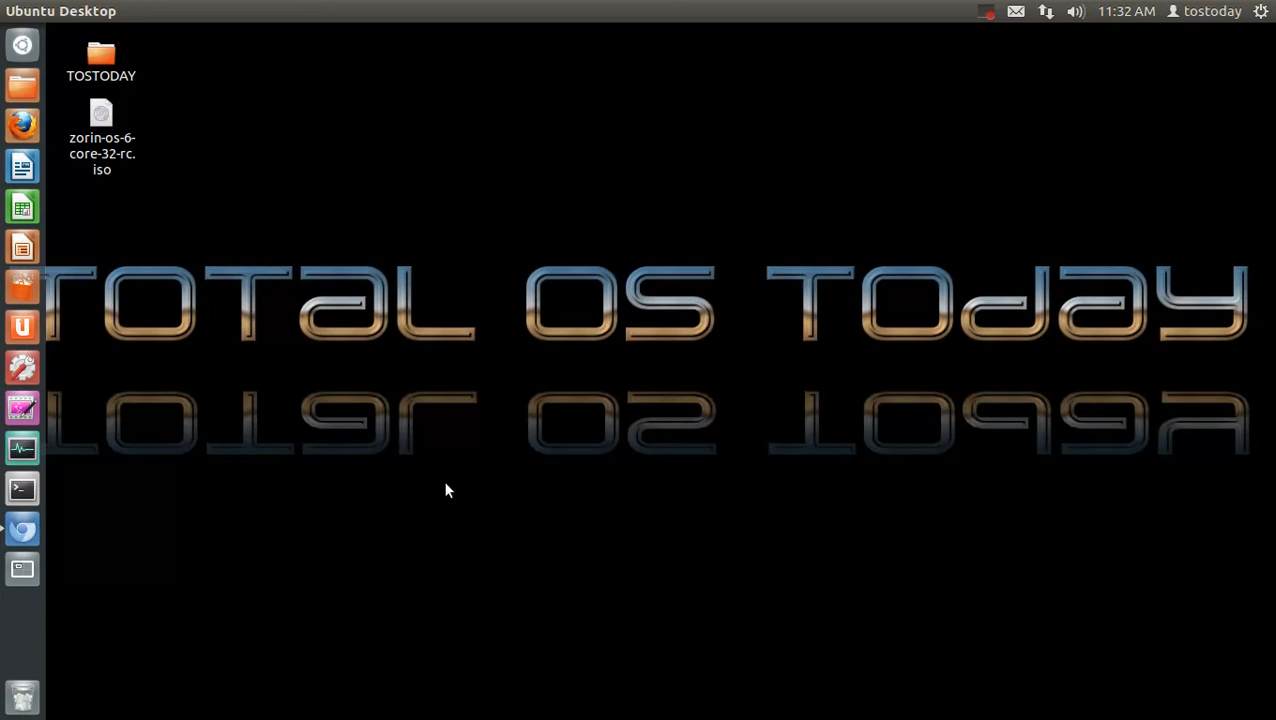 Ubuntu Desktop
11:32 AM
tostoday
TOSTODAY
zorin-os-6-
core-32-rc.
iso
TOTaL OS TOday